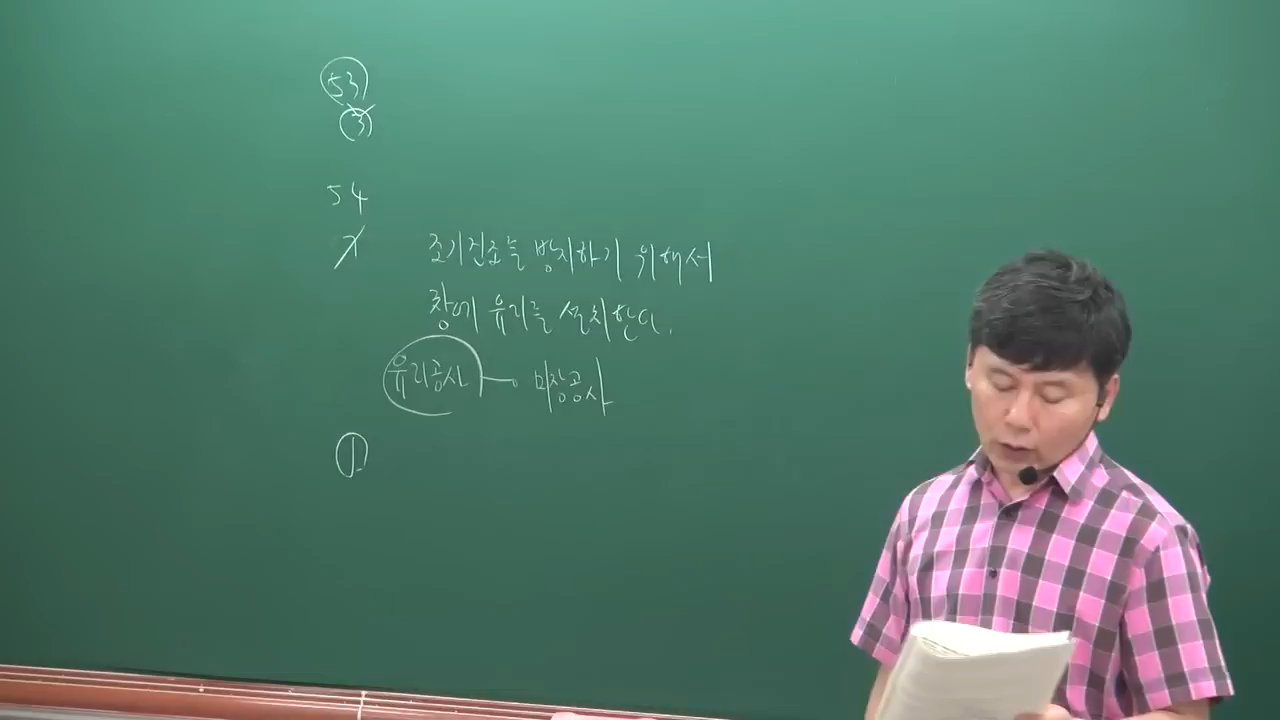 53
③
54
ㄱ 조기건조를 방지하기 위해서
창에 유리를 설치한다.
유리공사 미장공사
①